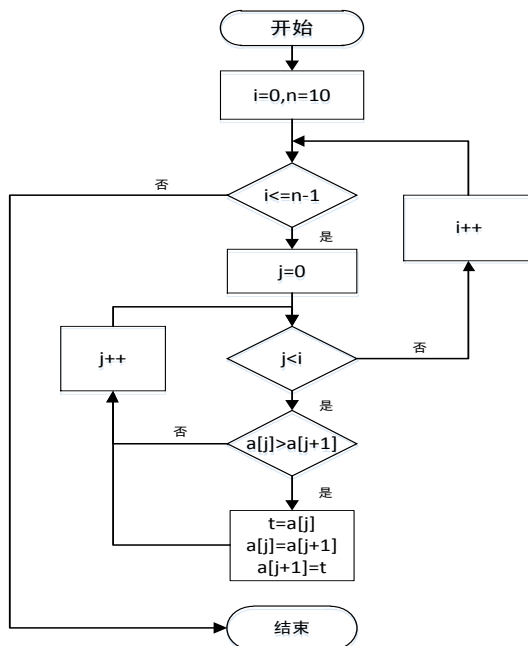 开始
i=0,n=10
否
i<=n-1
是
i++
j=0
j++
j<i
否
是
否
a[j]>a[j+1]
是
t=a[j]
a[j]=a[j+1]
a[j+1]=t
结束